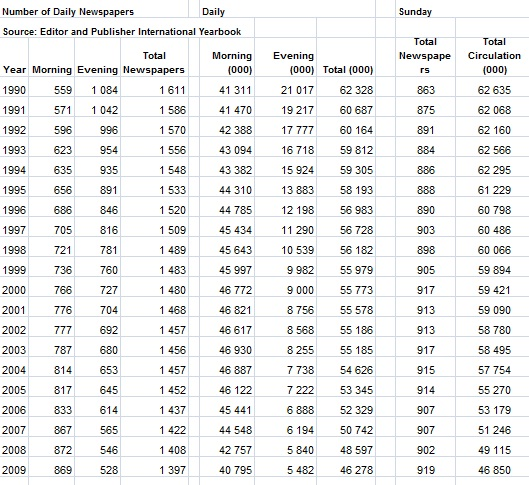 Number of Daily Newspapers Daily Sunday
Source: Editor and Publisher International Yearbook
Year Morning Evening Total Newspapers Morning (000) Evening (000) Total (000) Total Newspape rs Total Circulation (000)
1990 559 1 084 1 611 41 311 21 017 62 328 863 62 635
1991 571 1 042 1 586 41 470 19 217 60 687 875 62 068
1992 596 996 1 570 42 388 17 777 60 164 891 62 160
1993 623 954 1 556 43 094 16 718 59 812 884 62 566
1994 635 935 1 548 43 382 15 924 59 305 886 62 295
1995 656 891 1 533 44 310 13 883 58 193 888 61 229
1996 686 846 1 520 44 785 12 198 56 983 890 60 798
1997 705 816 1 509 45 434 11 290 56 728 903 60 486
1998 721 781 1 489 45 643 10 539 56 182 898 60 066
1999 736 760 1 483 45 997 9 982 55 979 905 59 894
2000 766 727 1 480 46 772 9 000 55 773 917 59 421
2001 776 704 1 468 46 821 8 756 55 578 913 59 090
2002 777 692 1 457 46 617 8 568 55 186 913 58 780
2003 787 680 1 456 46 930 8 255 55 185 917 58 495
2004 814 653 1 457 46 887 7 738 54 626 915 57 754
2005 817 645 1 452 46 122 7 222 53 345 914 55 270
2006 833 614 1 437 45 441 6 888 52 329 907 53 179
2007 867 565 1 422 44 548 6 194 50 742 907 51 246
2008 872 546 1 408 42 757 5 840 48 597 902 49 115
2009 869 528 1 397 40 795 5 482 46 278 919 46 850